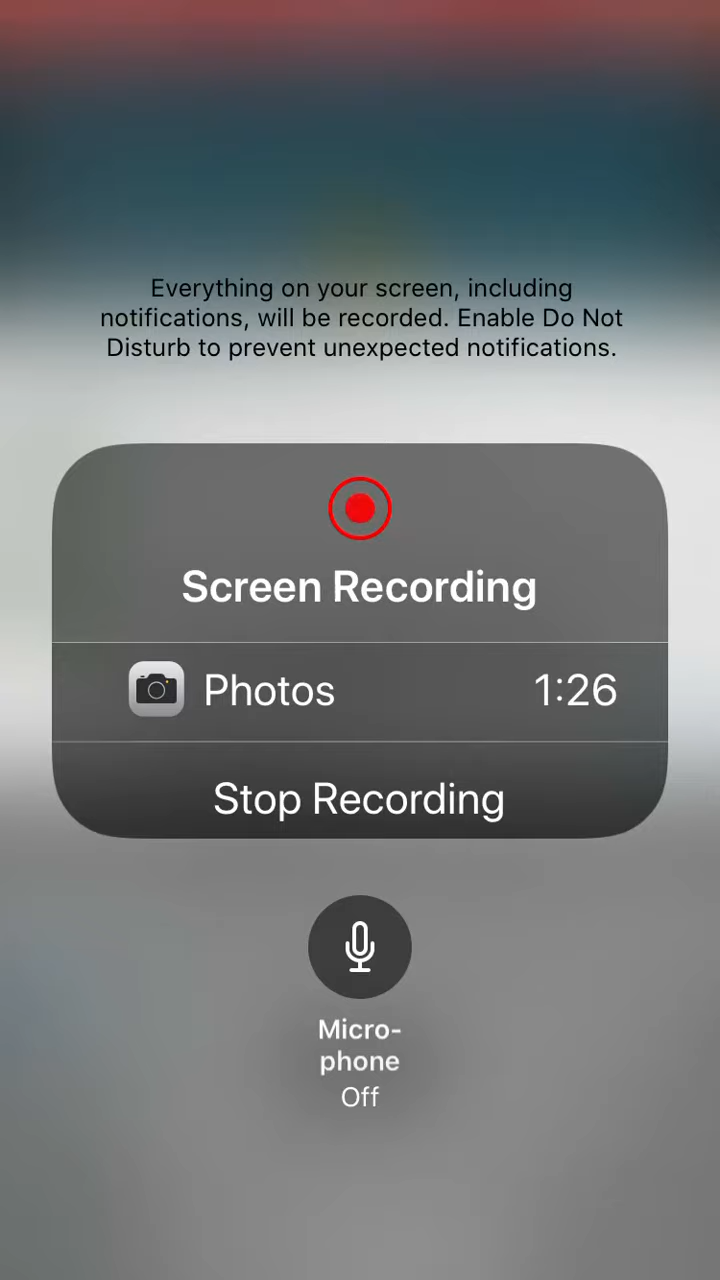 Everything on your screen, including
notifications, will be recorded. Enable Do Not
Disturb to prevent unexpected notifications.
Screen Recording
Photos 1:26
Stop Recording
Micro-
phone
Off